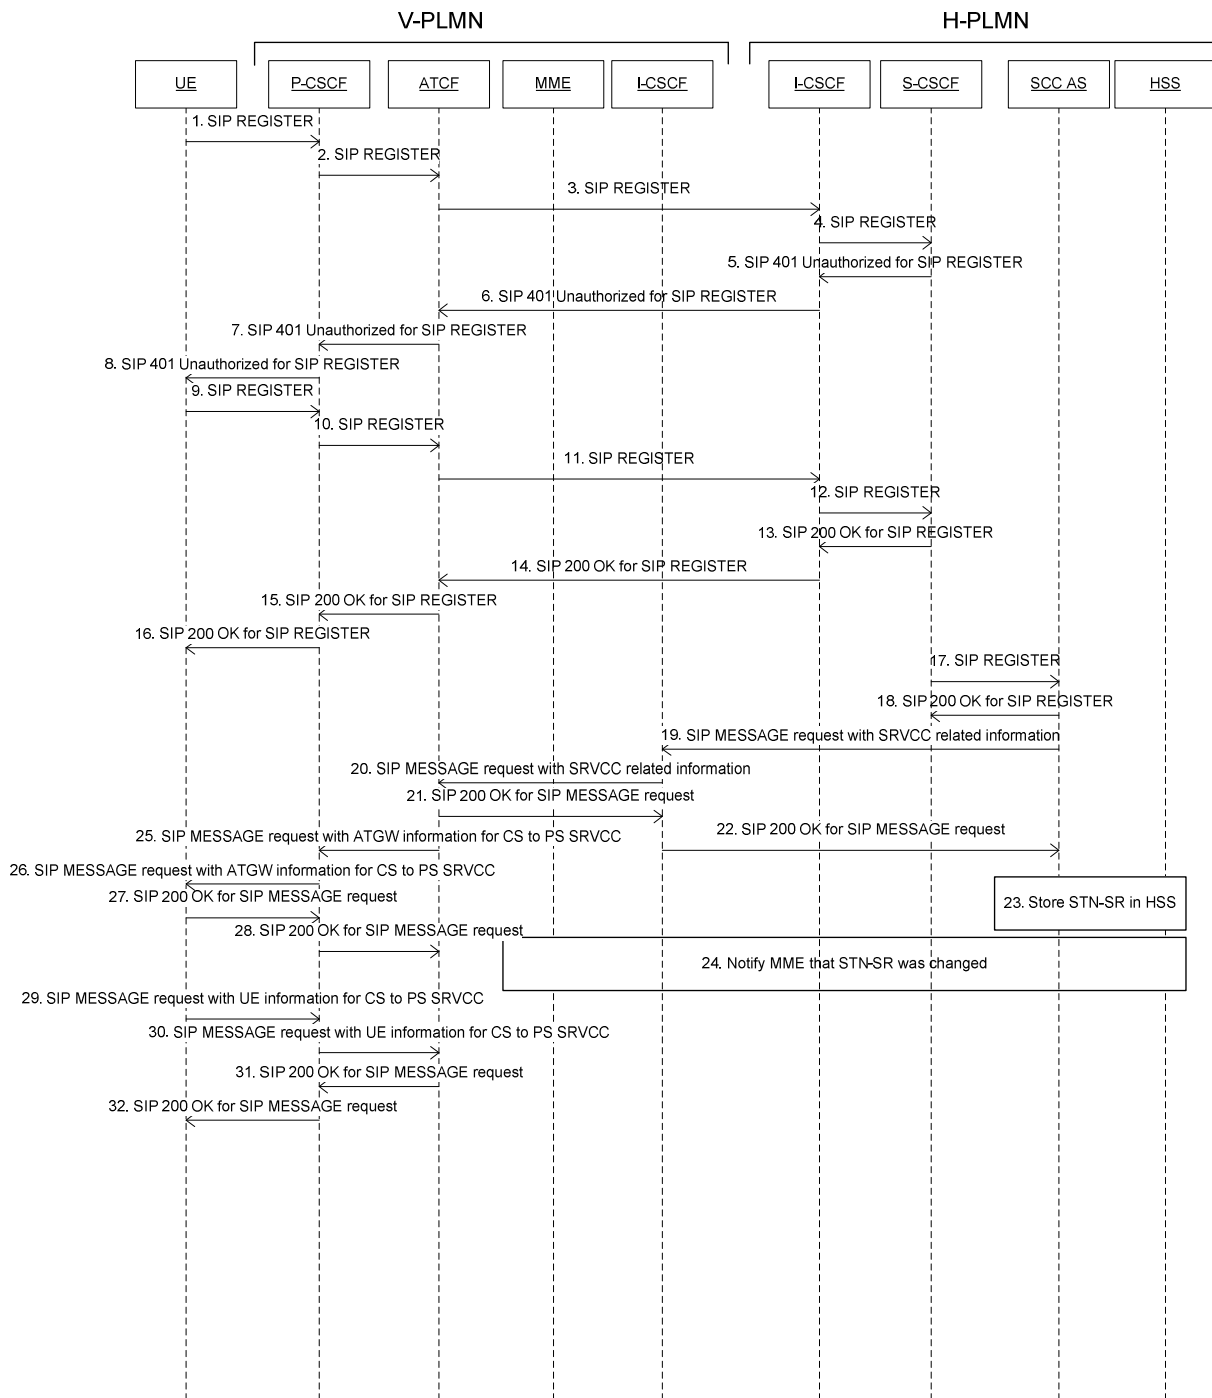 V-PLMN
H-PLMN
UE
P-CSCF
ATCF
MME
I-CSCF
I-CSCF
S-CSCF
SCC AS
HSS
1. SIP REGISTER
2. SIP REGISTER
3. SIP REGISTER
4. SIP REGISTER
5. SIP 401 Unauthorized for SIP REGISTER
6. SIP 401 Unauthorized for SIP REGISTER
7. SIP 401 Unauthorized for SIP REGISTER
8. SIP 401 Unauthorized for SIP REGISTER
9. SIP REGISTER
10. SIP REGISTER
11. SIP REGISTER
12. SIP REGISTER
13. SIP 200 OK for SIP REGISTER
14. SIP 200 OK for SIP REGISTER
15. SIP 200 OK for SIP REGISTER
16. SIP 200 OK for SIP REGISTER
17. SIP REGISTER
18. SIP 200 OK for SIP REGISTER
19. SIP MESSAGE request with SRVCC related information
20. SIP MESSAGE request with SRVCC related information
21. SIP 200 OK for SIP MESSAGE request
22. SIP 200 OK for SIP MESSAGE request
25. SIP MESSAGE request with ATGW information for CS to PS SRVCC
26. SIP MESSAGE request with ATGW information for CS to PS SRVCC
27. SIP 200 OK for SIP MESSAGE request
23. Store STN-SR in HSS
28. SIP 200 OK for SIP MESSAGE request
24. Notify MME that STN-SR was changed
29. SIP MESSAGE request with UE information for CS to PS SRVCC
30. SIP MESSAGE request with UE information for CS to PS SRVCC
31. SIP 200 OK for SIP MESSAGE request
32. SIP 200 OK for SIP MESSAGE request